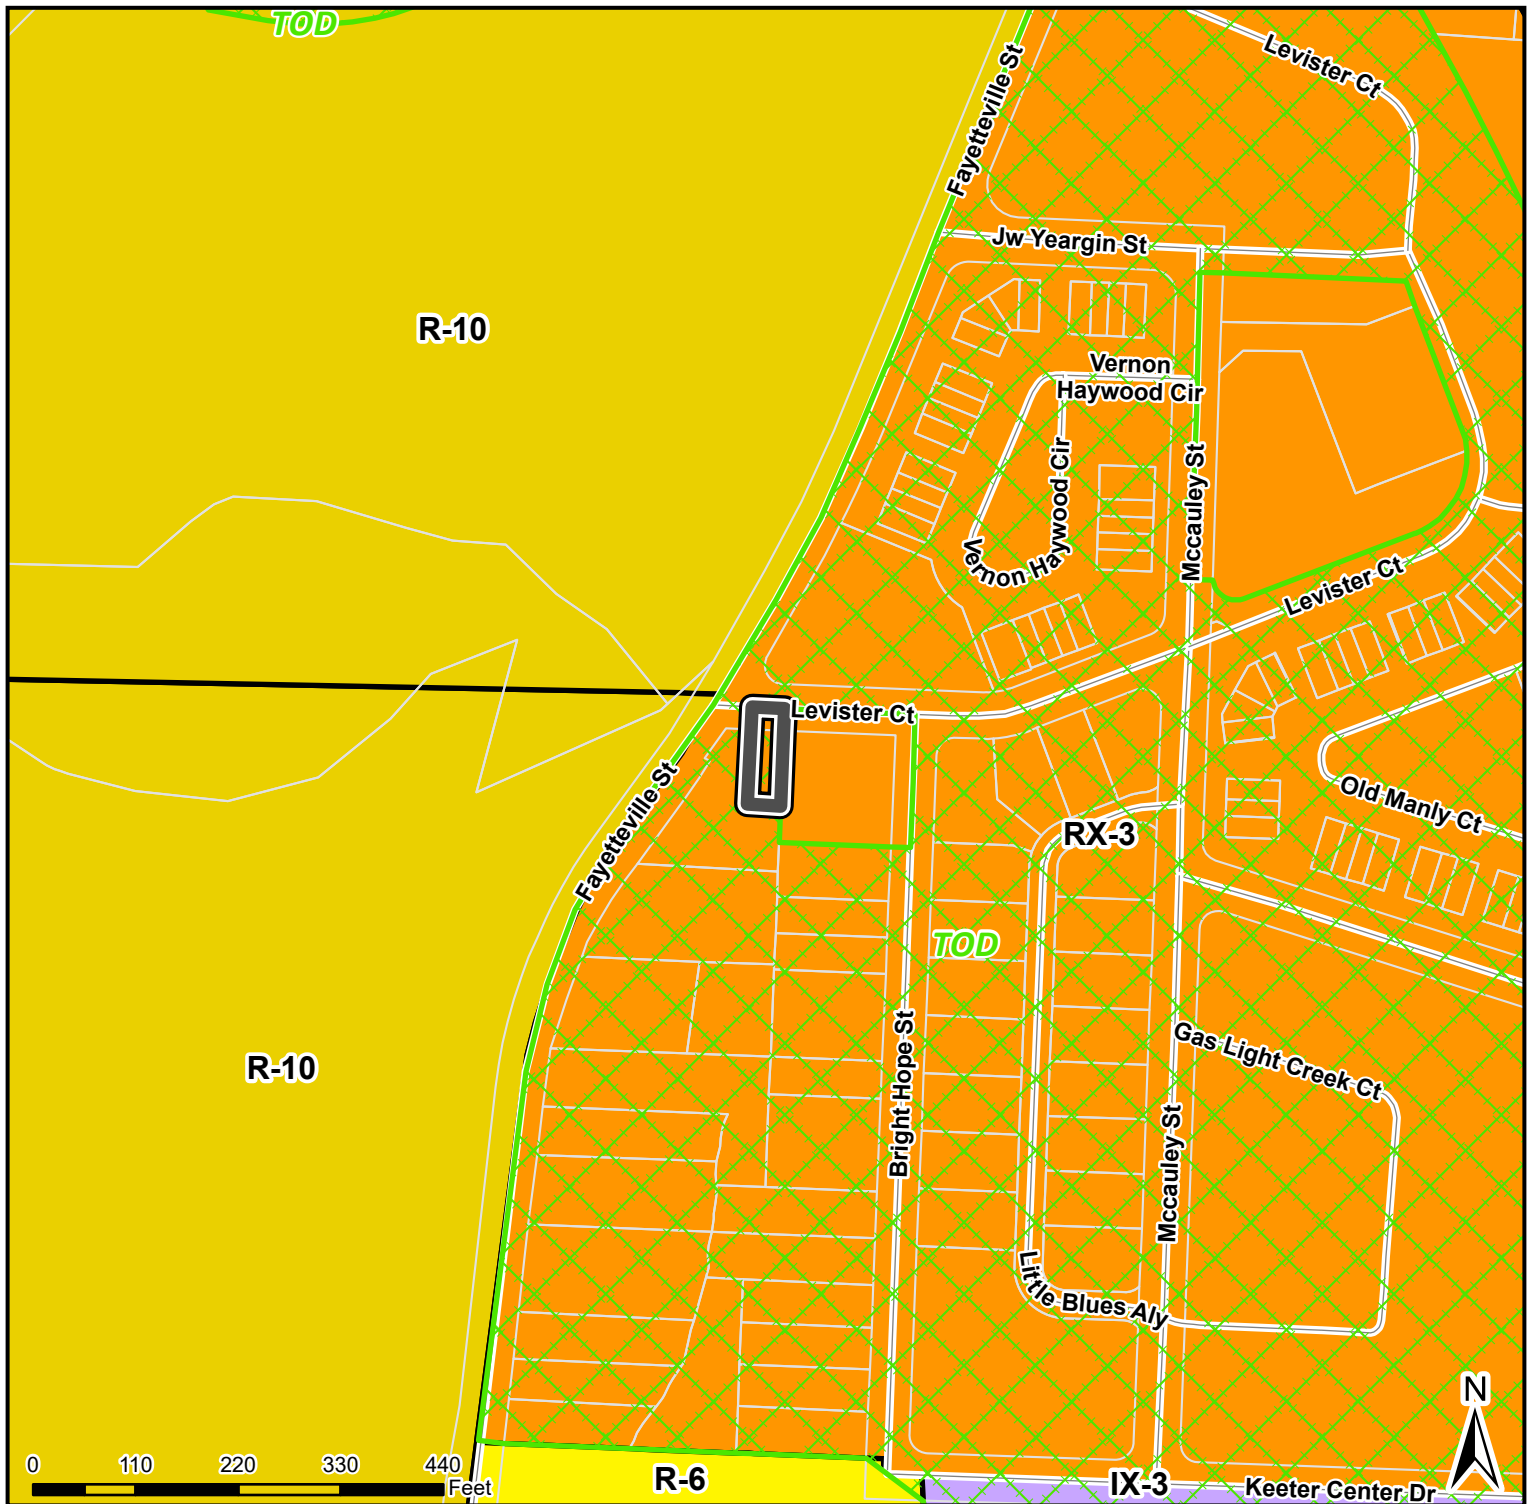 TOD
Levister Ct
Fayetteville St
Jw Yeargin St
R-10
Vernon
Haywood Cir
Vernon Haywood Cir
Mccauley St
Levister Ct
Levister Ct
Fayetteville St
Old Manly Ct
RX-3
TOD
Bright Hope St
Gas Light Creek Ct
R-10
Mccauley St
Little Blues Aly
N
0 110 220 330 440
Feet
R-6
IX-3
Keeter Center Dr